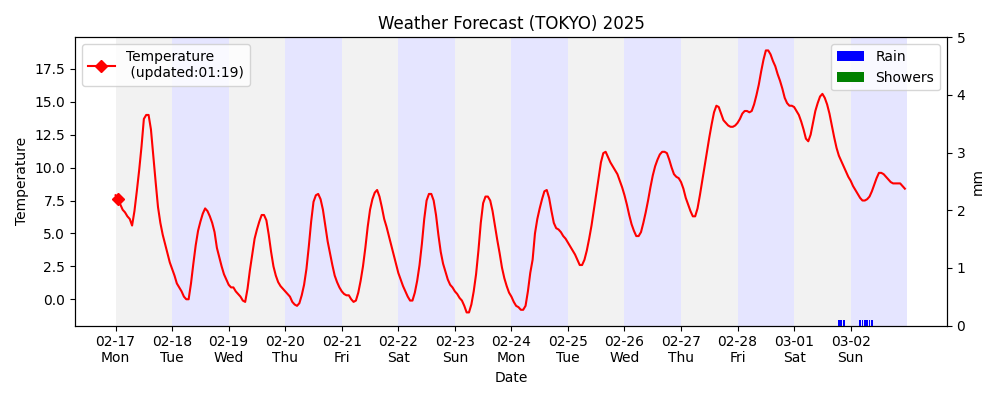 Weather Forecast (TOKYO) 2025
Temperature
(updated:01:19)
Rain
Showers
17.5
15.0
12.5
10.0
7.5
5.0
2.5
0.0
Temperature
5
4
3
2
1
0
mm
02-17 02-18 02-19 02-20 02-21 02-22 02-23 02-24 02-25 02-26 02-27 02-28 03-01 03-02
Mon Tue Wed Thu Fri Sat Sun Mon Tue Wed Thu Fri Sat Sun
Date